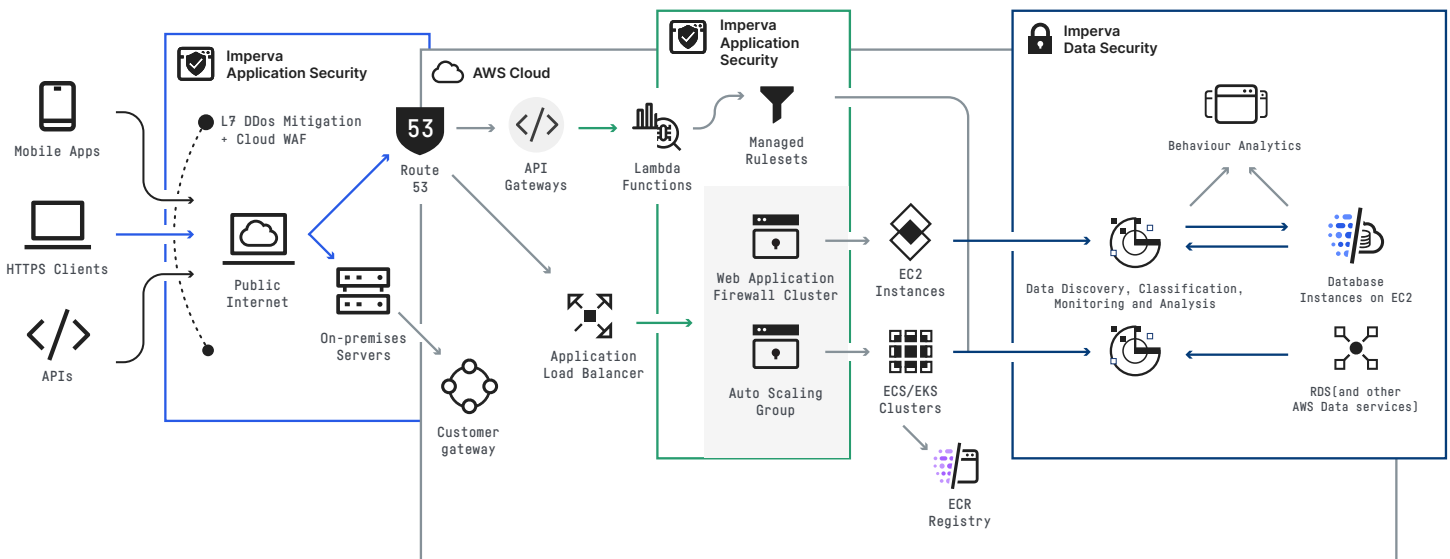 Imperva
Application Security
L7 DDos Mitigation
+ Cloud WAF
Mobile Apps
HTTPS Clients
APIs
Public
Internet
On-premises
Servers
AWS Cloud
53
Route
53
API
Gateways
Lambda
Functions
Customer
gateway
Application
Load Balancer
Imperva
Application
Security
Managed
Rulesets
Web Application
Firewall Cluster
Auto Scaling
Group
EC2
Instances
ECS/EKS
Clusters
ECR
Registry
Imperva
Data Security
Behaviour Analytics
Data Discovery, Classification,
Monitoring and Analysis
Database
Instances on EC2
RDS(and other
AWS Data services)